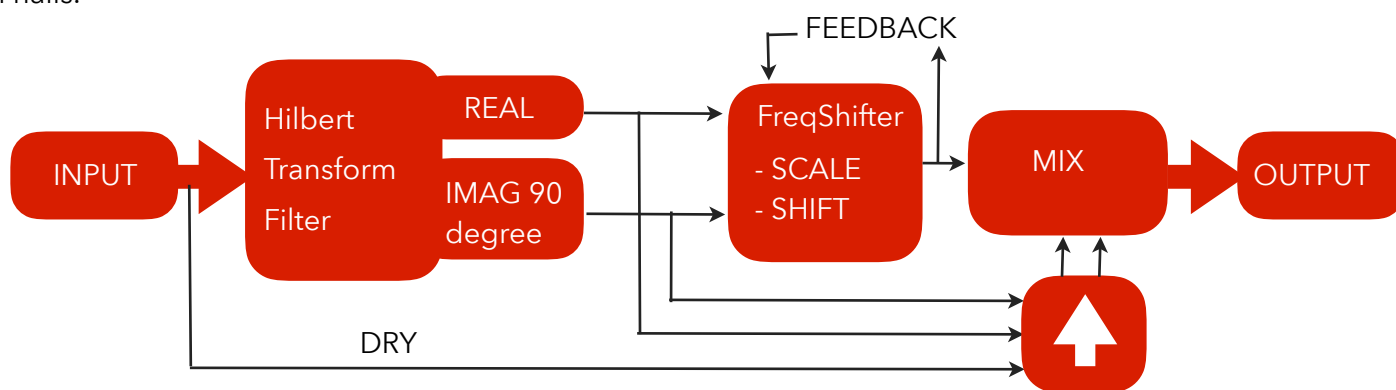 FEEDBACK
Hilbert
Transform
Filter
REAL
IMAG 90
degree
FreqShifter
- SCALE
- SHIFT
INPUT
MIX
OUTPUT
DRY